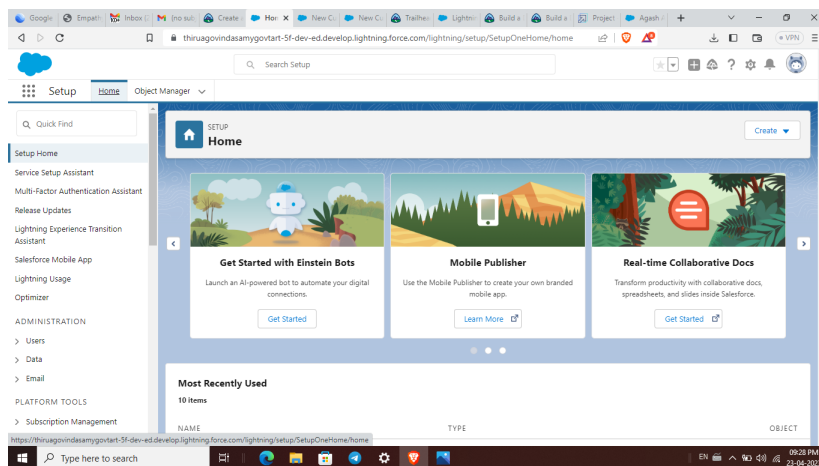 Google
Empath
Inbox (
(no sub
Create
Hom
New Cu
New Cu
Trailhea
Lightni
Build a
Build a
Project
Agash
thiruagovindasamygovtart-5f-dev-ed.develop.lightning.force.com/lightning/setup/SetupOneHome/home
VPN
Search Setup
Setup
Home
Object Manager
Quick Find
Setup Home
Service Setup Assistant
Multi-Factor Authentication Assistant
Release Updates
Lightning Experience Transition
Assistant
Salesforce Mobile App
Lightning Usage
Optimizer
ADMINISTRATION
Users
Data
Email
PLATFORM TOOLS
Subscription Management
SETUP
Home
Create
Get Started with Einstein Bots
Launch an AI-powered bot to automate your digital
connections.
Get Started
Mobile Publisher
Use the Mobile Publisher to create your own branded
mobile app.
Learn More
Real-time Collaborative Docs
Transform productivity with collaborative docs,
spreadsheets, and slides inside Salesforce.
Get Started
Most Recently Used
10 items
NAME TYPE OBJECT
https://thiruagovindasamygovtart-5f-dev-ed.develop.lightning.force.com/lightning/setup/SetupOneHome/home
Type here to search
EN
09:28 PM
23-04-202